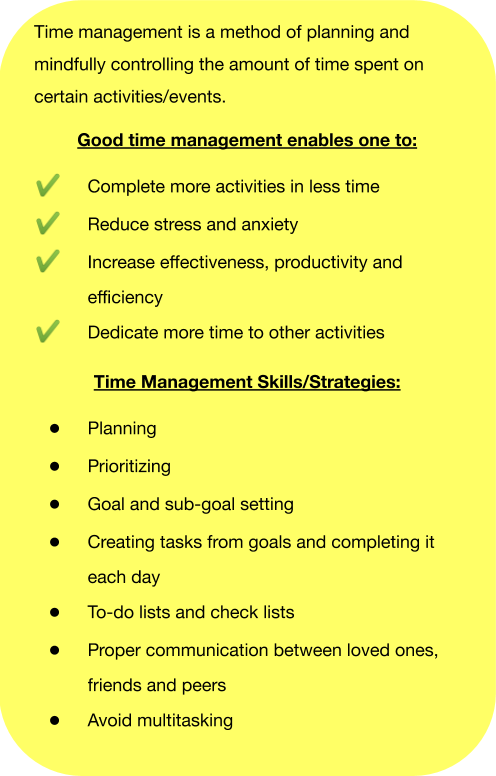 Time management is a method of planning and
mindfully controlling the amount of time spent on
certain activities/events.
Good time management enables one to:
✔ Complete more activities in less time
✔ Reduce stress and anxiety
✔ Increase effectiveness, productivity and
efficiency
✔ Dedicate more time to other activities
Time Management Skills/Strategies:
● Planning
● Prioritizing
● Goal and sub-goal setting
● Creating tasks from goals and completing it
each day
● To-do lists and check lists
● Proper communication between loved ones,
friends and peers
● Avoid multitasking